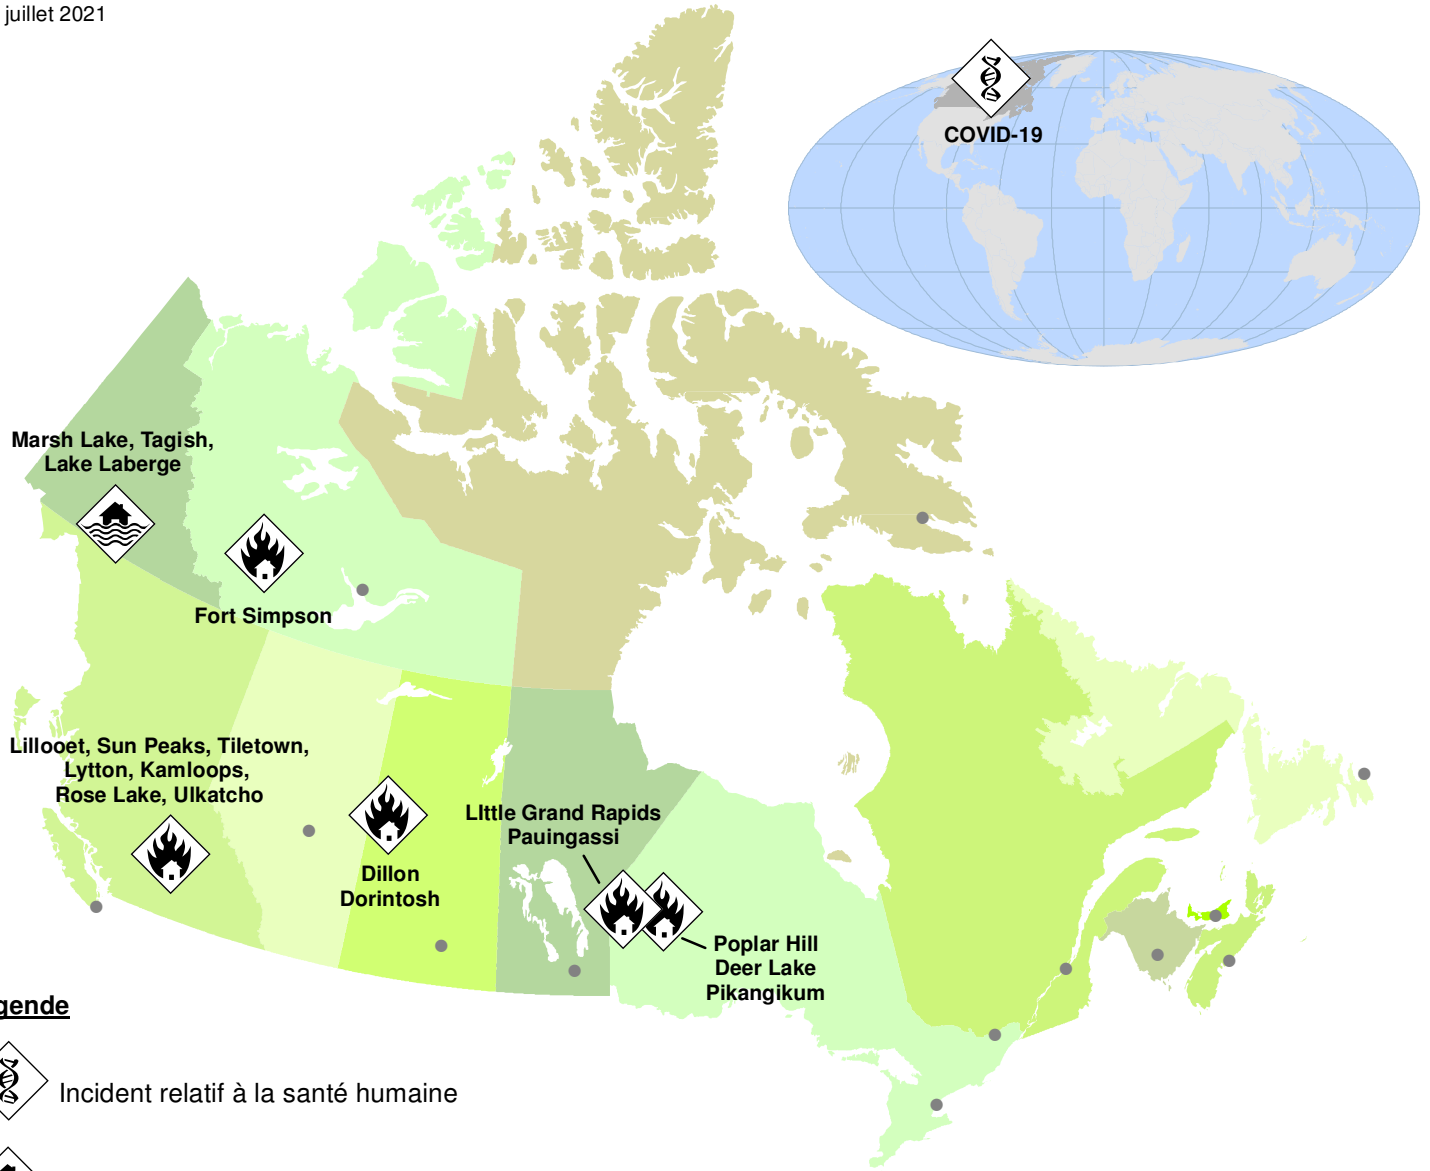 juillet 2021
COVID-19
Marsh Lake, Tagish,
Lake Laberge
Fort Simpson
Lillooet, Sun Peaks, Tiletown,
Lytton, Kamloops,
Rose Lake, Ulkatcho
LIttle Grand Rapids
Pauingassi
Dillon
Dorintosh
Poplar Hill
Deer Lake
Pikangikum
gende
Incident relatif à la santé humaine